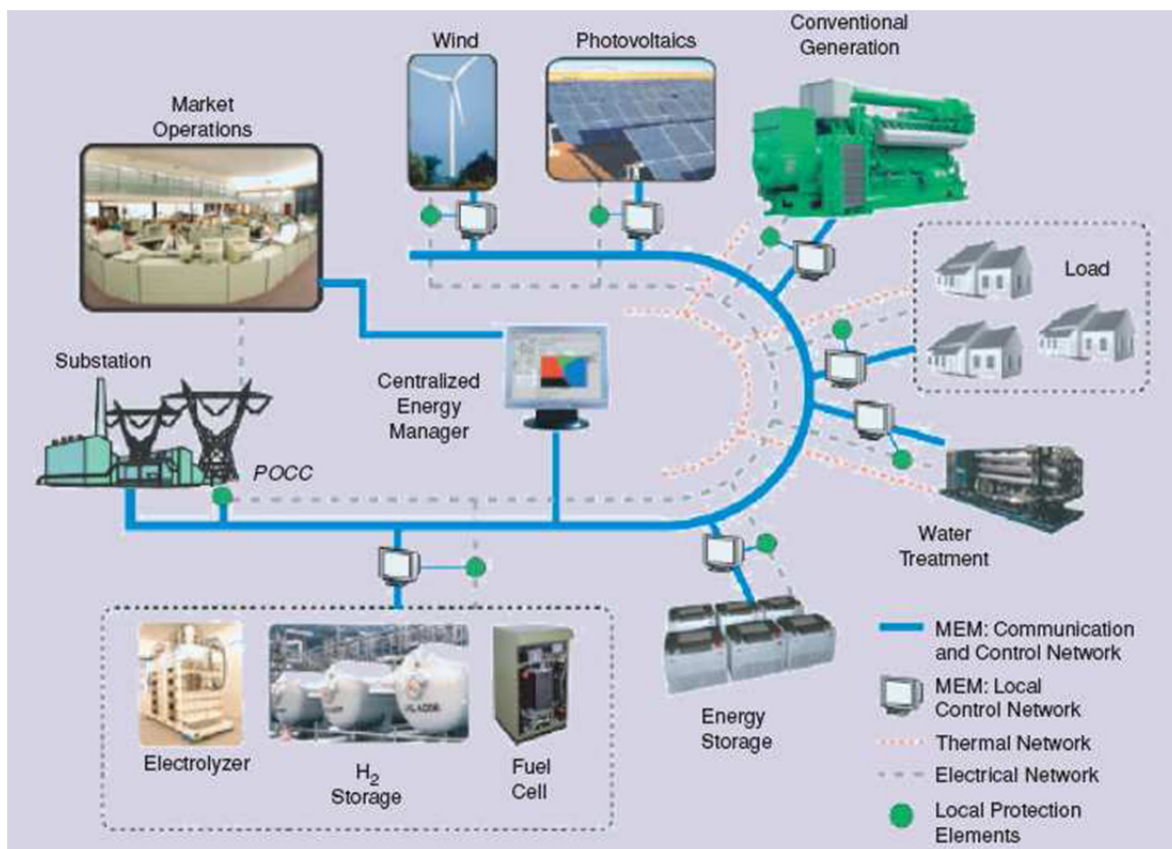 Wind
Photovoltaics
Conventional
Generation
Market
Operations
Load
Substation
Centralized
Energy
Manager
POCC
Water
Treatment
Electrolyzer
H2
Storage
Fuel
Cell
Energy
Storage
MEM: Communication
and Control Network
MEM: Local
Control Network
Thermal Network
Electrical Network
Local Protection
Elements